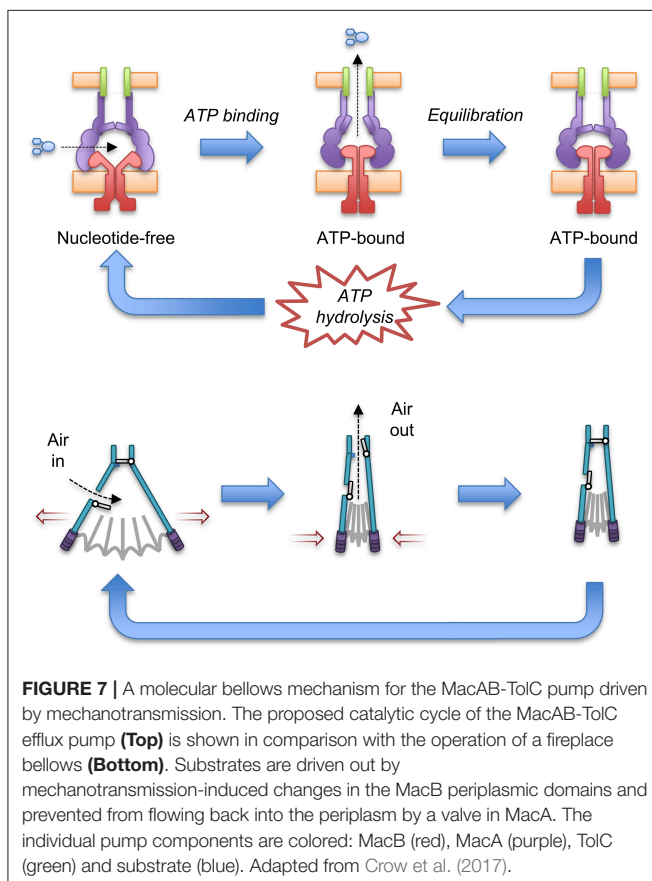 ATP binding
Equilibration
Nucleotide-free
ATP-bound
ATP-bound
ATP
hydrolysis
Air
in
Air
out
FIGURE 7 | A molecular bellows mechanism for the MacAB-TolC pump driven
by mechanotransmission. The proposed catalytic cycle of the MacAB-TolC
efflux pump (Top) is shown in comparison with the operation of a fireplace
bellows (Bottom). Substrates are driven out by
mechanotransmission-induced changes in the MacB periplasmic domains and
prevented from flowing back into the periplasm by a valve in MacA. The
individual pump components are colored: MacB (red), MacA (purple), TolC
(green) and substrate (blue). Adapted from Crow et al. (2017).